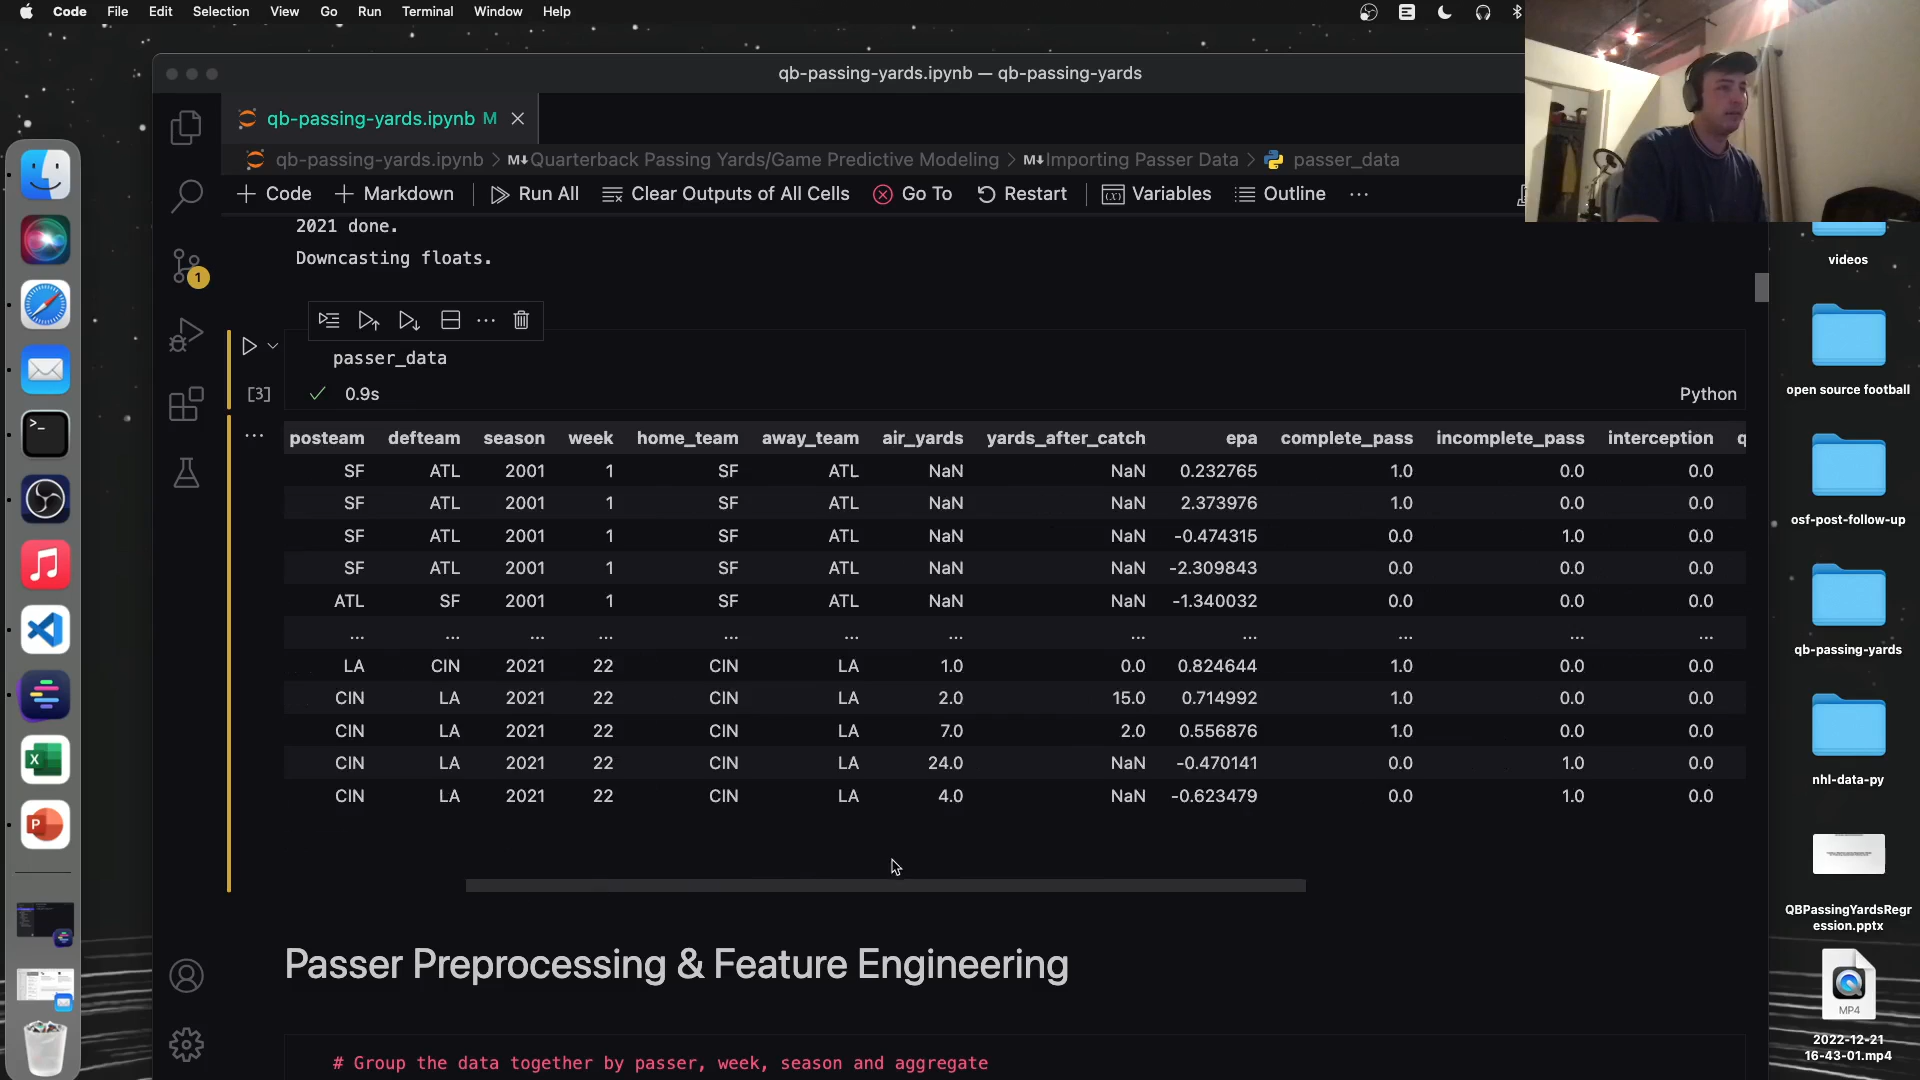 Code File Edit Selection View Go Run Terminal Window Help
qb-passing-yards.ipynb — qb-passing-yards
qb-passing-yards.ipynb M
qb-passing-yards.ipynb > M↓Quarterback Passing Yards/Game Predictive Modeling > M↓Importing Passer Data > passer_data
+ Code + Markdown Run All Clear Outputs of All Cells Go To Restart Variables Outline ...
2021 done.
Downcasting floats.
1
passer_data
[3] ✓ 0.9s Python
posteam defteam season week home_team away_team air_yards yards_after_catch epa complete_pass incomplete_pass interception q
SF ATL 2001 1 SF ATL NaN NaN 0.232765 1.0 0.0 0.0
SF ATL 2001 1 SF ATL NaN NaN 2.373976 1.0 0.0 0.0
SF ATL 2001 1 SF ATL NaN NaN -0.474315 0.0 1.0 0.0
SF ATL 2001 1 SF ATL NaN NaN -2.309843 0.0 0.0 0.0
ATL SF 2001 1 SF ATL NaN NaN -1.340032 0.0 0.0 0.0
... ... ... ... ... ... ... ... ... ... ... ...
LA CIN 2021 22 CIN LA 1.0 0.0 0.824644 1.0 0.0 0.0
CIN LA 2021 22 CIN LA 2.0 15.0 0.714992 1.0 0.0 0.0
CIN LA 2021 22 CIN LA 7.0 2.0 0.556876 1.0 0.0 0.0
CIN LA 2021 22 CIN LA 24.0 NaN -0.470141 0.0 1.0 0.0
CIN LA 2021 22 CIN LA 4.0 NaN -0.623479 0.0 1.0 0.0
Passer Preprocessing & Feature Engineering
# Group the data together by passer, week, season and aggregate
videos
open source football
osf-post-follow-up
qb-passing-yards
nhl-data-py
QBPassingYardsRegr
ession.pptx
MP4
2022-12-21
16-43-01.mp4